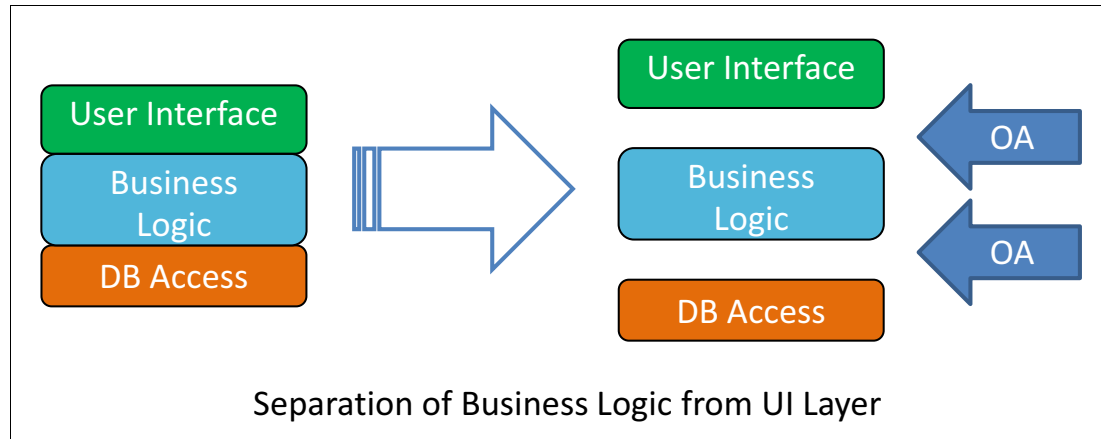 User Interface
Business
Logic
DB Access
User Interface
OA
Business
Logic
OA
DB Access
Separation of Business Logic from UI Layer